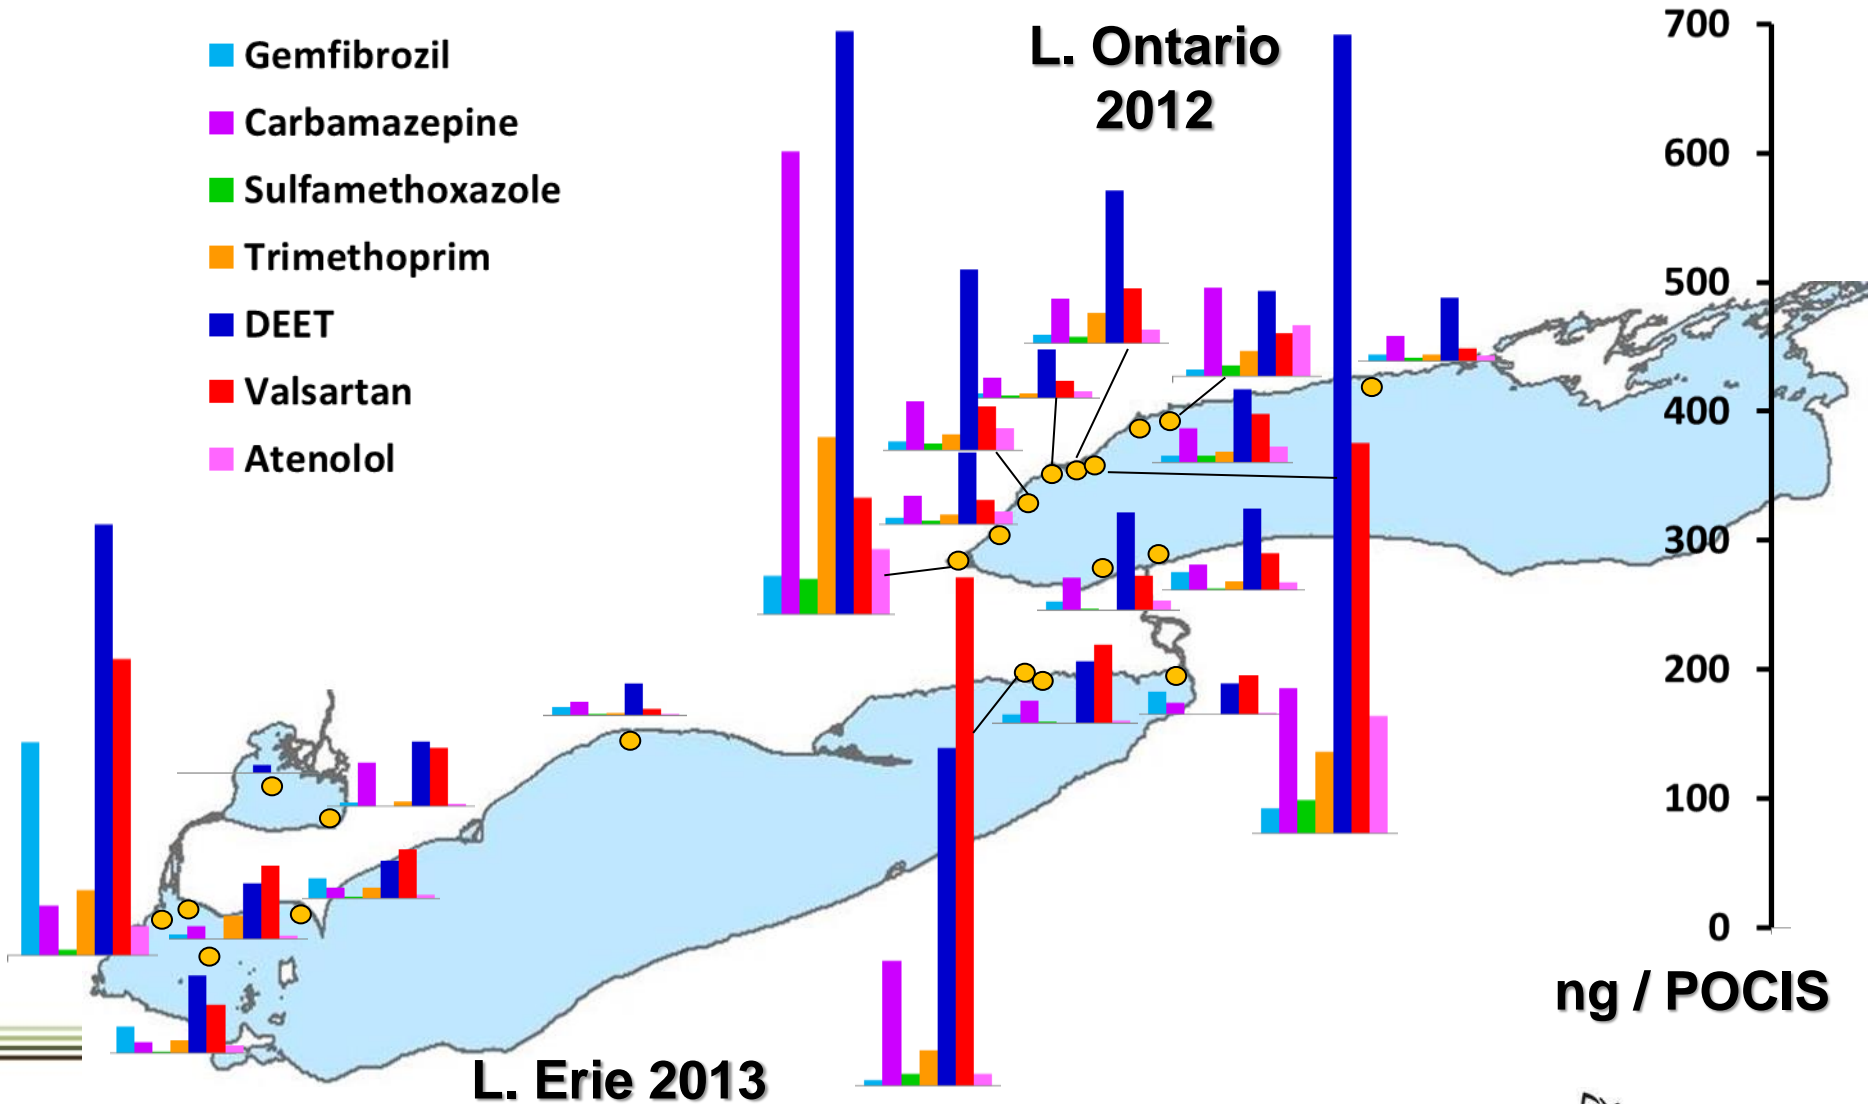 Gemfibrozil
Carbamazepine
Sulfamethoxazole
Trimethoprim
DEET
Valsartan
Atenolol
L. Ontario
2012
700
600
500
400
300
200
100
0
ng / POCIS
L. Erie 2013